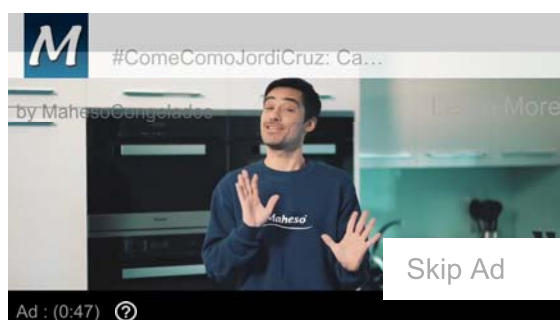 M
#ComeComoJordiCruz: Ca…
by MahesoCongelados
Learn More
Maheso
Skip Ad
Ad : (0:47) ?